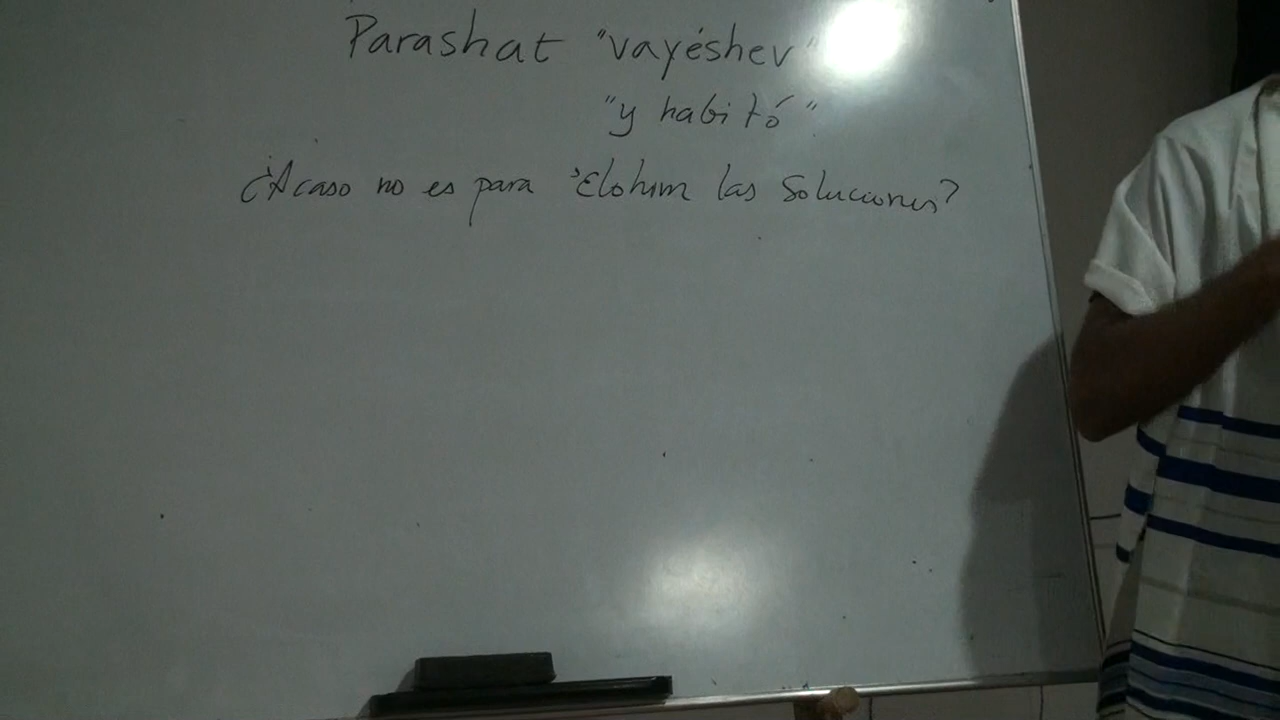 Parashat "vayéshev"
"y habitó"
¿Acaso no es para 'Elohim las Soluciones?